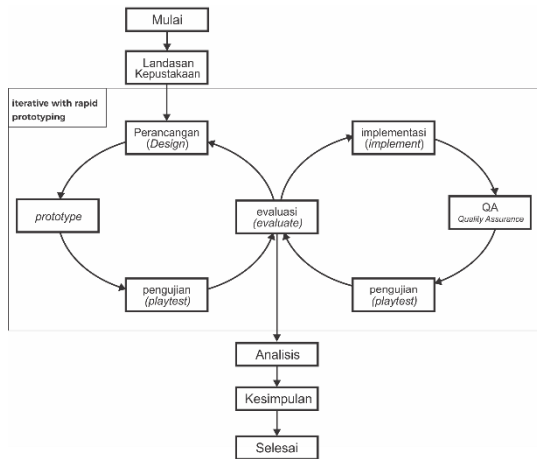 Mulai
Landasan
Kepustakaan
iterative with rapid
prototyping
Perancangan
(Design)
implementasi
(implement)
prototype
evaluasi
(evaluate)
QA
Quality Assurance
pengujian
(playtest)
pengujian
(playtest)
Analisis
Kesimpulan
Selesai